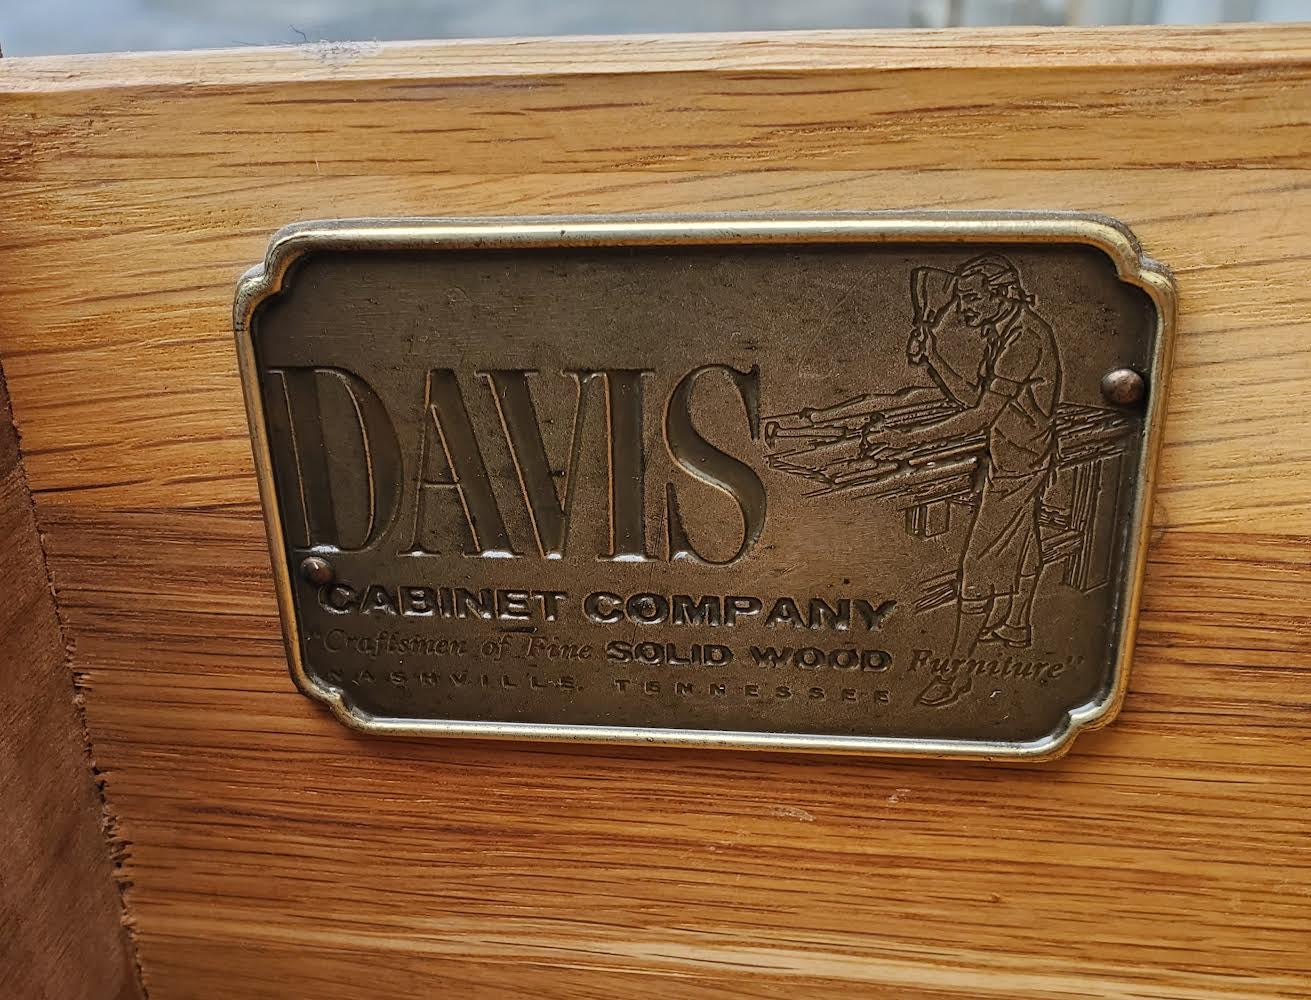 DAVIS
CABINET COMPANY
"Craftsmen of Fine SOLID WOOD Furniture"
NASHVILLE, TENNESSEE